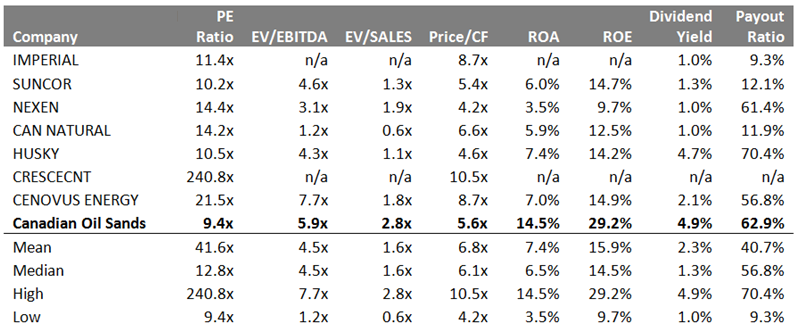 PE Dividend Payout
Company Ratio EV/EBITDA EV/SALES Price/CF ROA ROE Yield Ratio
IMPERIAL 11.4x n/a n/a 8.7x n/a n/a 1.0% 9.3%
SUNCOR 10.2x 4.6x 1.3x 5.4x 6.0% 14.7% 1.3% 12.1%
NEXEN 14.4x 3.1x 1.9x 4.2x 3.5% 9.7% 1.0% 61.4%
CAN NATURAL 14.2x 1.2x 0.6x 6.6x 5.9% 12.5% 1.0% 11.9%
HUSKY 10.5x 4.3x 1.1x 4.6x 7.4% 14.2% 4.7% 70.4%
CRESCECNT 240.8x n/a n/a 10.5x n/a n/a n/a n/a
CENOVUS ENERGY 21.5x 7.7x 1.8x 8.7x 7.0% 14.9% 2.1% 56.8%
Canadian Oil Sands 9.4x 5.9x 2.8x 5.6x 14.5% 29.2% 4.9% 62.9%
Mean 41.6x 4.5x 1.6x 6.8x 7.4% 15.9% 2.3% 40.7%
Median 12.8x 4.5x 1.6x 6.1x 6.5% 14.5% 1.3% 56.8%
High 240.8x 7.7x 2.8x 10.5x 14.5% 29.2% 4.9% 70.4%
Low 9.4x 1.2x 0.6x 4.2x 3.5% 9.7% 1.0% 9.3%